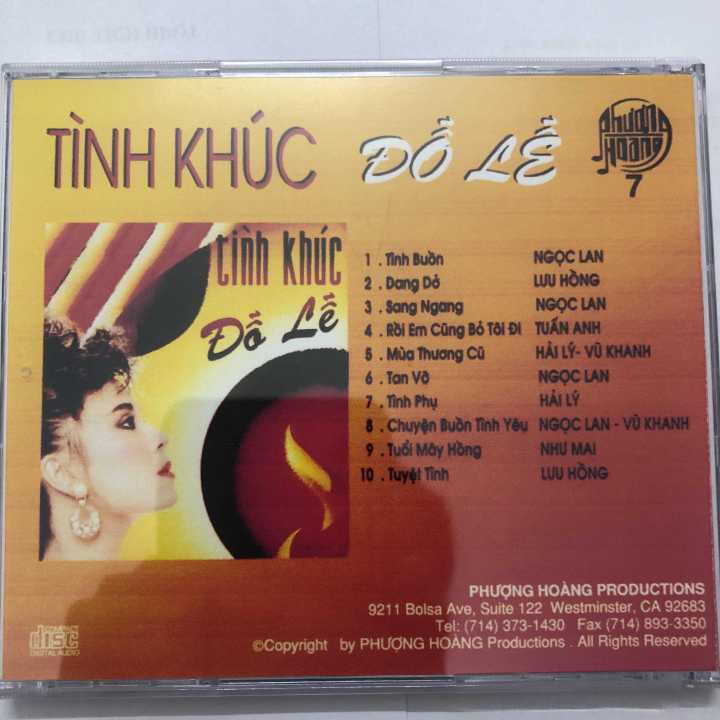 TÌNH KHÚC ĐỖ LỄ
Phượng
Hoàng
7
tình khúc
Đỗ Lễ
1 . Tình Buồn NGỌC LAN
2 . Dang Dở LƯU HỒNG
3 . Sang Ngang NGỌC LAN
4 . Rồi Em Cũng Bỏ Tôi Đi TUẤN ANH
5 . Mùa Thương Cũ HẢI LÝ- VŨ KHANH
6 . Tan Vỡ NGỌC LAN
7 . Tình Phụ HẢI LÝ
8 . Chuyện Buồn Tình Yêu NGỌC LAN - VŨ KHANH
9 . Tuổi Mây Hồng NHƯ MAI
10 . Tuyệt Tình LƯU HỒNG
PHƯỢNG HOÀNG PRODUCTIONS
9211 Bolsa Ave, Suite 122 Westminster, CA 92683
Tel: (714) 373-1430 Fax (714) 893-3350
©Copyright by PHƯỢNG HOÀNG Productions . All Rights Reserved
COMPACT
disc
DIGITAL AUDIO